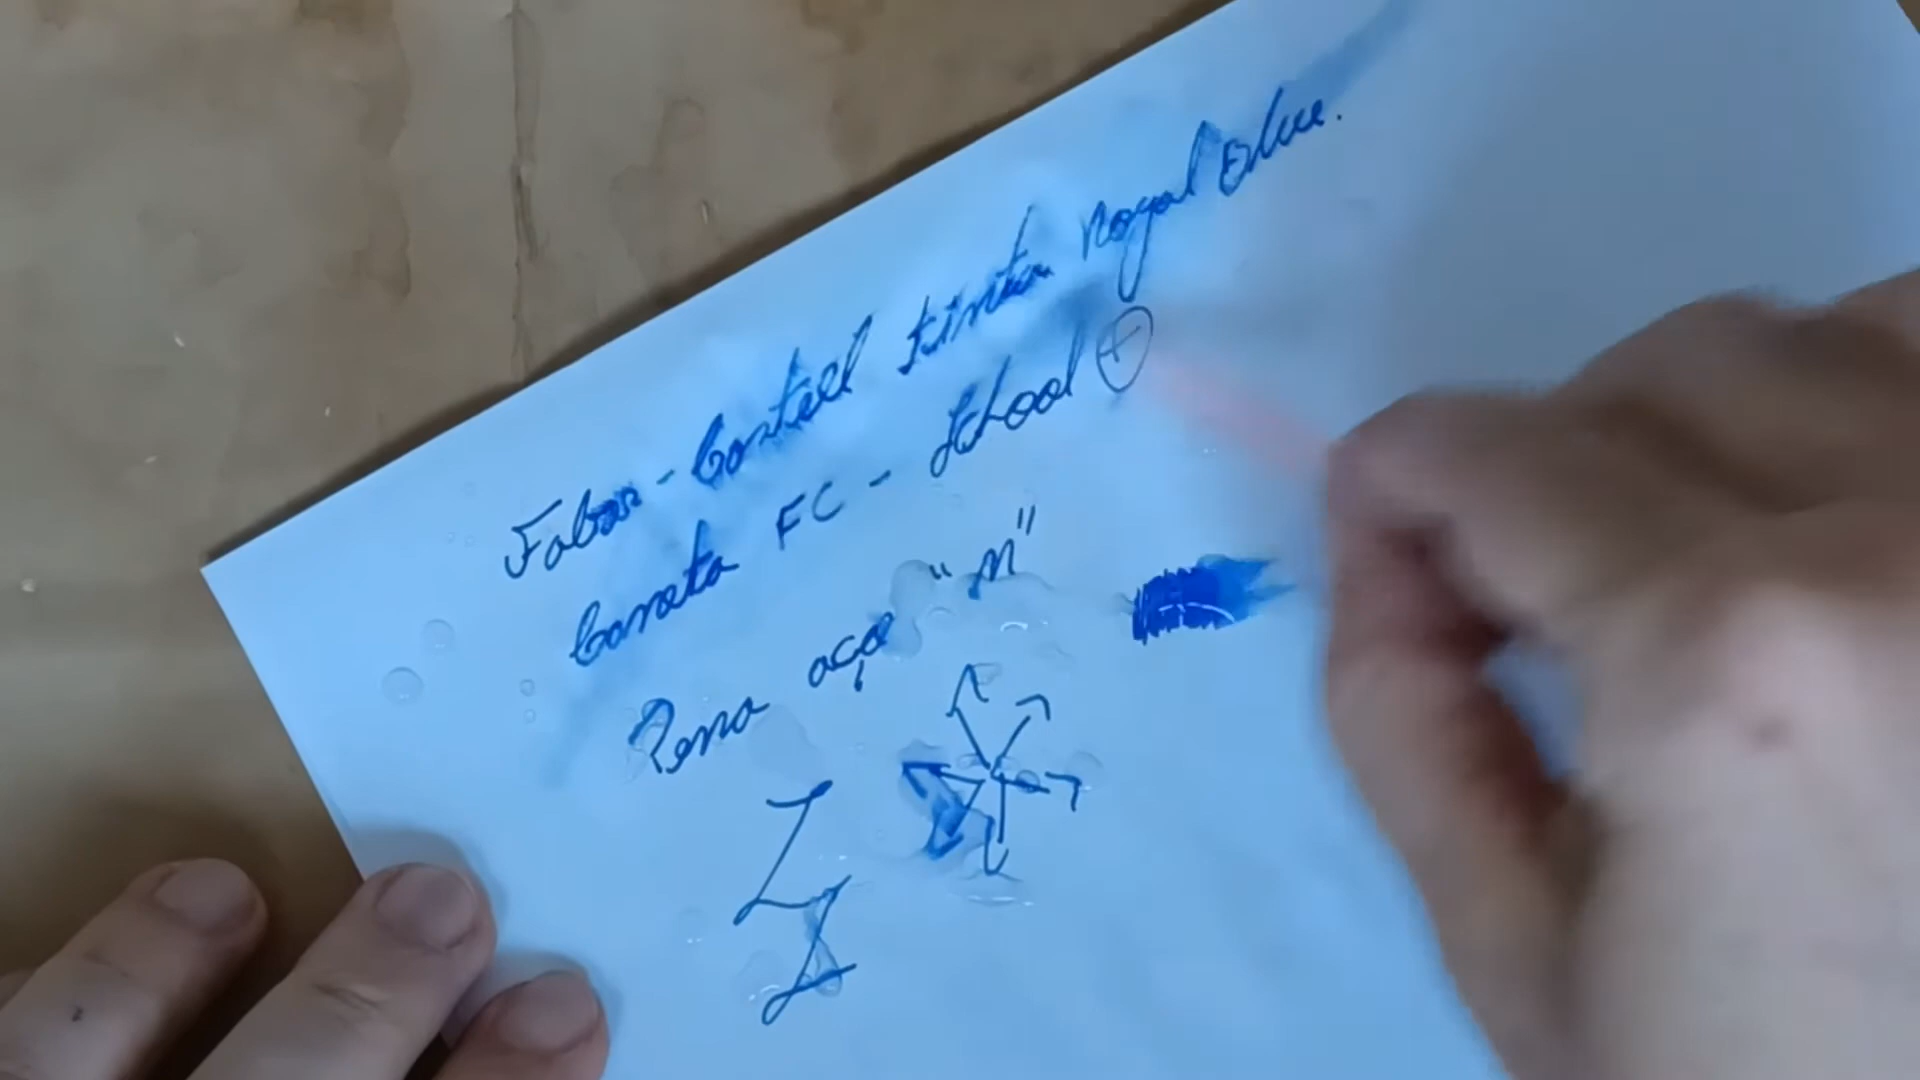 Faber-Castell tinta Royal Blue.
Caneta FC - School +
Pena aço "M"